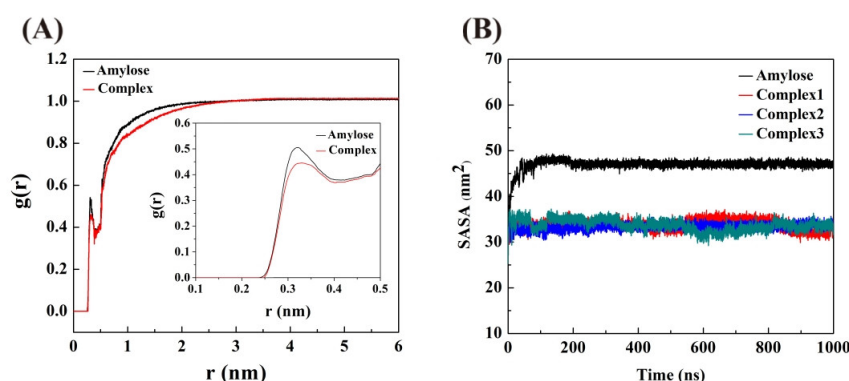 (A)
1.2
1.0
0.8
0.6
0.4
0.2
0.0
g(r)
Amylose
Complex
0.6
0.5
0.4
0.3
0.2
0.1
0.0
g(r)
Amylose
Complex
0.1 0.2 0.3 0.4 0.5
r (nm)
0 1 2 3 4 5 6
r (nm)
(B)
80
70
60
50
40
30
20
10
SASA (nm²)
Amylose
Complex1
Complex2
Complex3
0 200 400 600 800 1000
Time (ns)